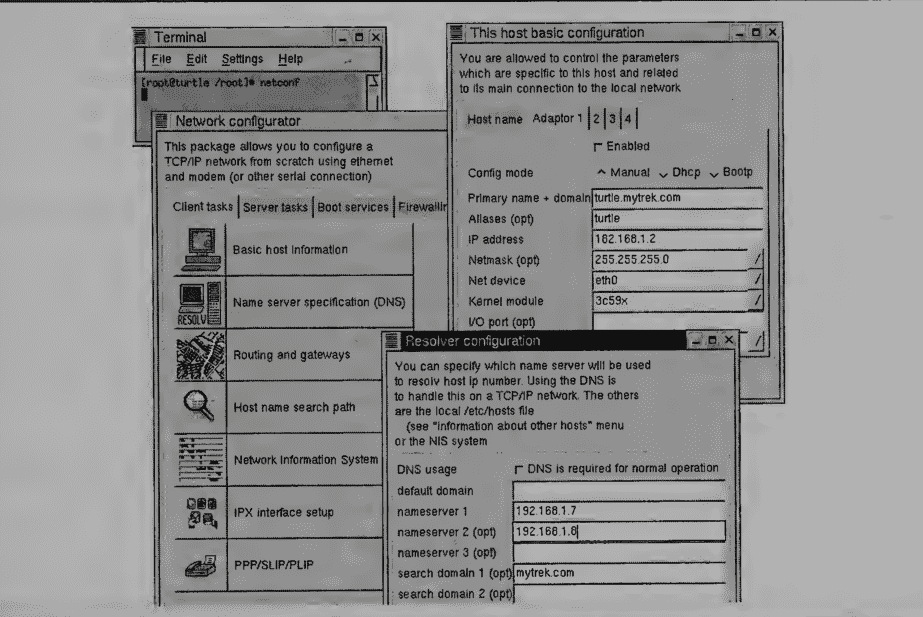 Terminal
File Edit Settings Help
[root@turtle /root]# netconf
Network configurator
This package allows you to configure a
TCP/IP network from scratch using ethernet
and modem (or other serial connection)
Client tasks Server tasks Boot services Firewallin
Basic host information
RESOLV
Name server specification (DNS)
Routing and gateways
Host name search path
Network Information System
IPX interface setup
PPP/SLIP/PLIP
This host basic configuration
You are allowed to control the parameters
which are specific to this host and related
to its main connection to the local network
Host name Adaptor 1 2 3 4
Enabled
Config mode Manual Dhcp Bootp
Primary name + domain turtle.mytrek.com
Aliases (opt) turtle
IP address 162.168.1.2
Netmask (opt) 255.255.255.0
Net device eth0
Kernel module 3c59x
I/O port (opt)
Resolver configuration
You can specify which name server will be used
to resolv host ip number. Using the DNS is
to handle this on a TCP/IP network. The others
are the local /etc/hosts file
(see "information about other hosts" menu
or the NIS system
DNS usage DNS is required for normal operation
default domain
nameserver 1 192.168.1.7
nameserver 2 (opt) 192.168.1.8
nameserver 3 (opt)
search domain 1 (opt) mytrek.com
search domain 2 (opt)